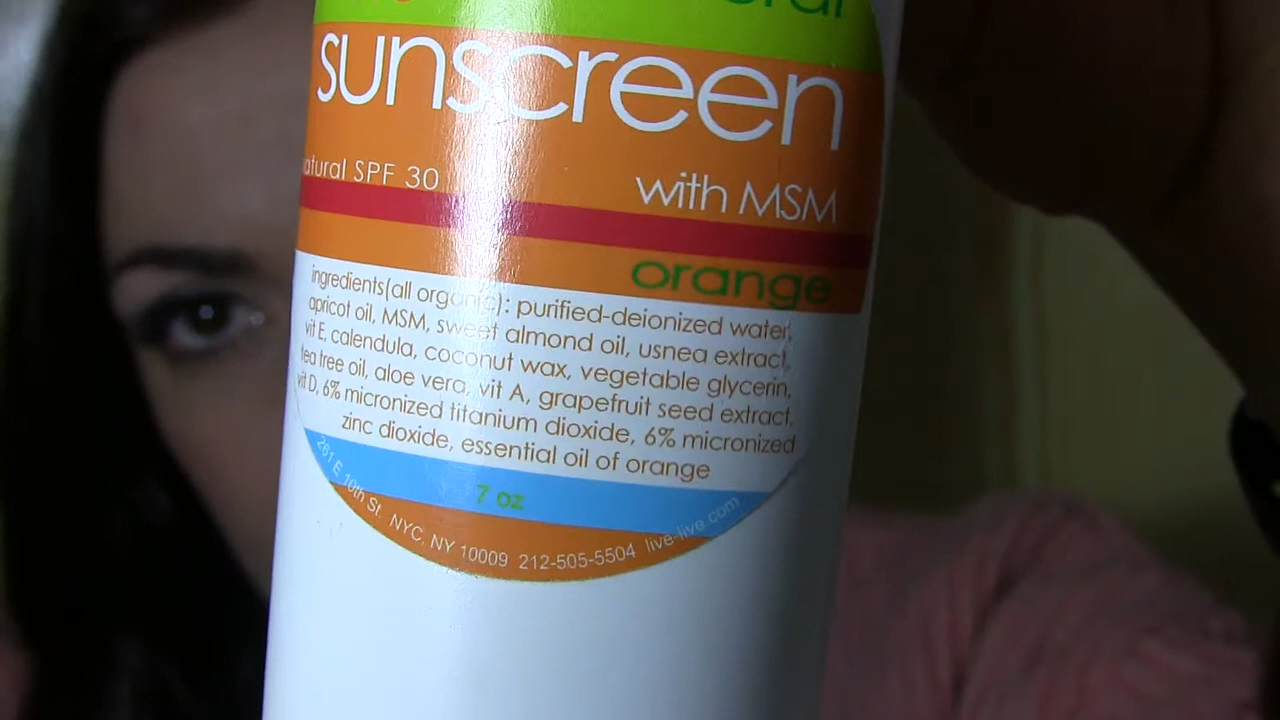 sunscreen
SPF 30
with MSM
orange
ingredients(all organic): purified-deionized water,
apricot oil, MSM, sweet almond oil, usnea extract,
vit E, calendula, coconut wax, vegetable glycerin,
tea tree oil, aloe vera, vit A, grapefruit seed extract,
vit D, 6% micronized titanium dioxide, 6% micronized
zinc dioxide, essential oil of orange
7 oz
261 E 10th St. NYC, NY 10009 212-505-5504 live-live.com